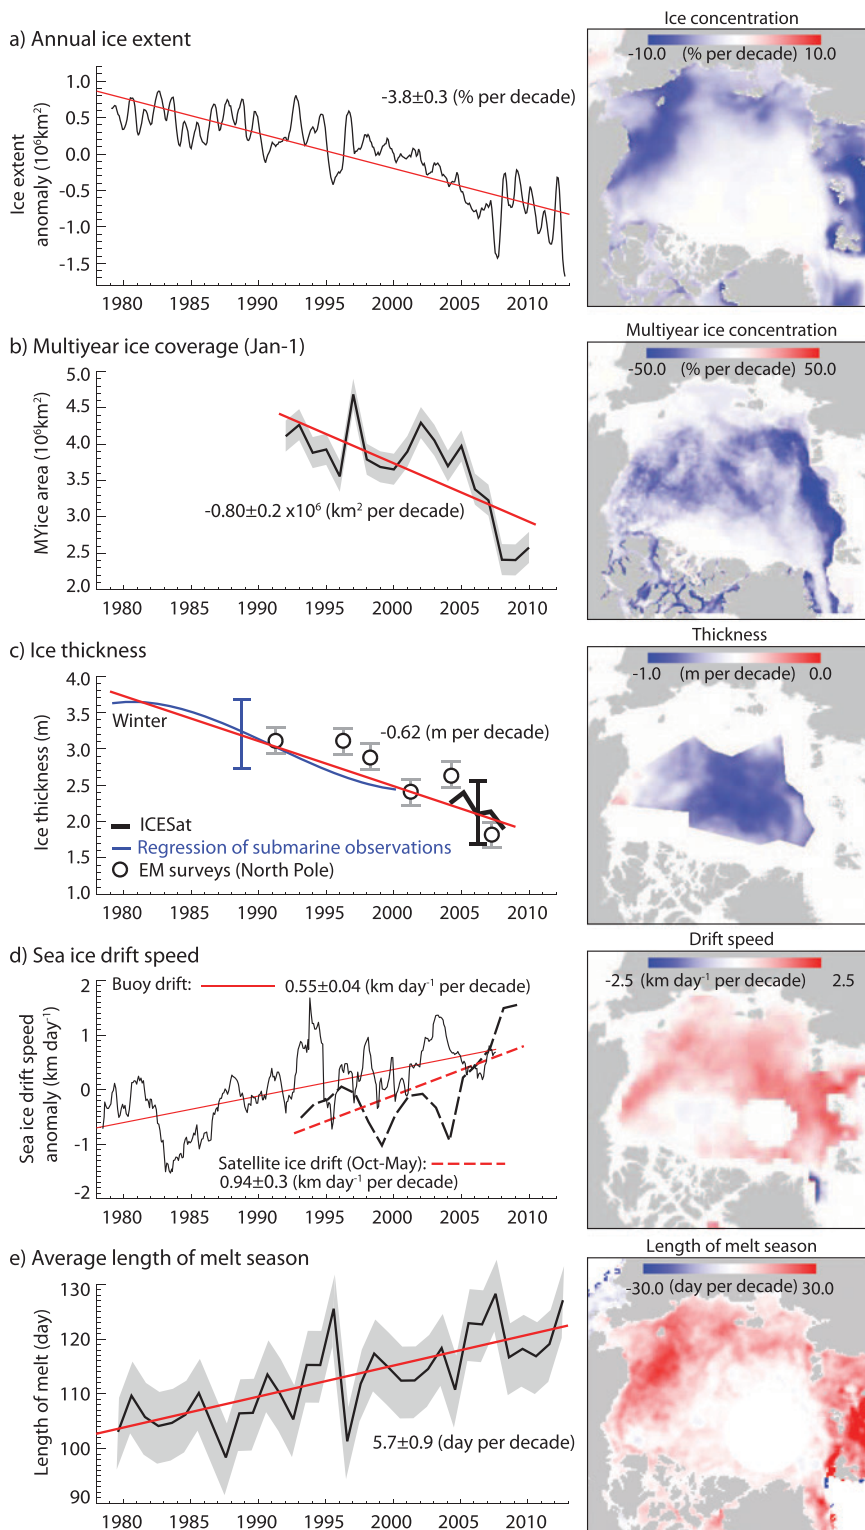 a) Annual ice extent
Ice extent
anomaly (10⁶km²)
1.0
0.5
0.0
-0.5
-1.0
-1.5
-3.8±0.3 (% per decade)
1980 1985 1990 1995 2000 2005 2010
Ice concentration
-10.0 (% per decade) 10.0
b) Multiyear ice coverage (Jan-1)
MYice area (10⁶km²)
5.0
4.5
4.0
3.5
3.0
2.5
2.0
-0.80±0.2 x10⁶ (km² per decade)
1980 1985 1990 1995 2000 2005 2010
Multiyear ice concentration
-50.0 (% per decade) 50.0
c) Ice thickness
Ice thickness (m)
4.0
3.5
3.0
2.5
2.0
1.5
1.0
Winter
-0.62 (m per decade)
ICESat
Regression of submarine observations
EM surveys (North Pole)
1980 1985 1990 1995 2000 2005 2010
Thickness
-1.0 (m per decade) 0.0
d) Sea ice drift speed
Sea ice drift speed
anomaly (km day⁻¹)
2
1
0
-1
-2
Buoy drift: 0.55±0.04 (km day⁻¹ per decade)
Satellite ice drift (Oct-May):
0.94±0.3 (km day⁻¹ per decade)
1980 1985 1990 1995 2000 2005 2010
Drift speed
-2.5 (km day⁻¹ per decade) 2.5
e) Average length of melt season
Length of melt (day)
130
120
110
100
90
5.7±0.9 (day per decade)
1980 1985 1990 1995 2000 2005 2010
Length of melt season
-30.0 (day per decade) 30.0